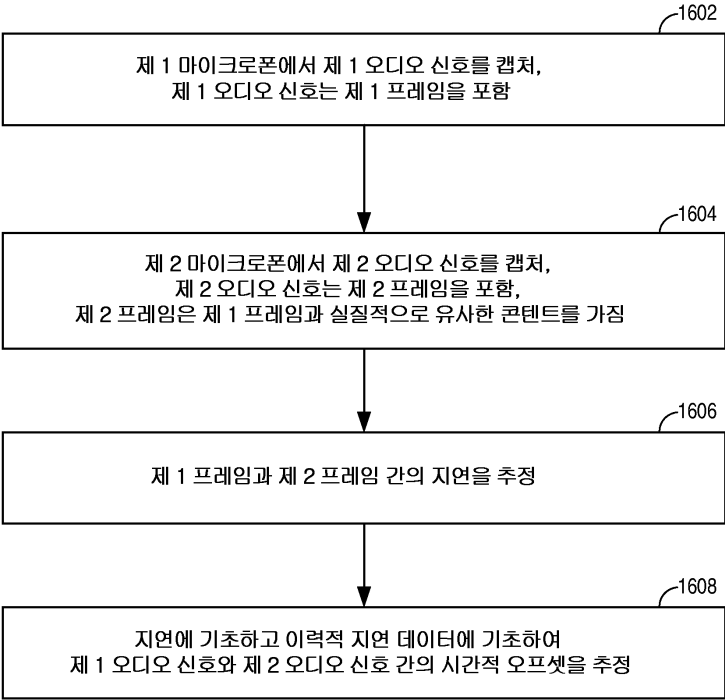 1602
제 1 마이크로폰에서 제 1 오디오 신호를 캡처,
제 1 오디오 신호는 제 1 프레임을 포함
1604
제 2 마이크로폰에서 제 2 오디오 신호를 캡처,
제 2 오디오 신호는 제 2 프레임을 포함,
제 2 프레임은 제 1 프레임과 실질적으로 유사한 콘텐트를 가짐
1606
제 1 프레임과 제 2 프레임 간의 지연을 추정
1608
지연에 기초하고 이력적 지연 데이터에 기초하여
제 1 오디오 신호와 제 2 오디오 신호 간의 시간적 오프셋을 추정